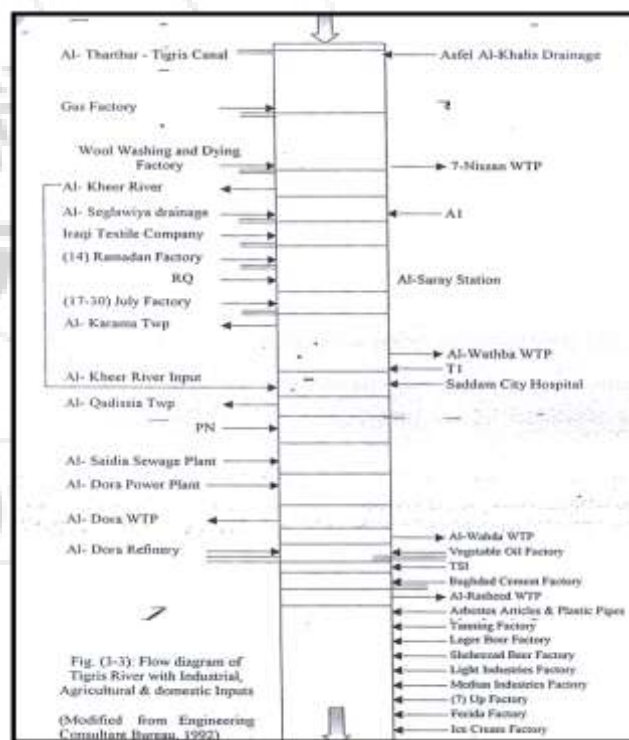 Al- Tharthar - Tigris Canal
Asfel Al-Khalis Drainage
Gas Factory
Wool Washing and Dying
Factory
7-Nissan WTP
Al- Kheer River
Al- Seglawiya drainage
A1
Iraqi Textile Company
(14) Ramadan Factory
RQ
Al-Saray Station
(17-30) July Factory
Al- Karama Twp
Al-Wathba WTP
T1
Al- Kheer River Input
Saddam City Hospital
Al- Qadissia Twp
PN
Al- Saidia Sewage Plant
Al- Dora Power Plant
Al- Dora WTP
Al-Wahda WTP
Al- Dora Refinery
Vegetable Oil Factory
TSI
Baghdad Cement Factory
Al-Rasheed WTP
Asbestes Articles & Plastic Pipes
Tanning Factory
Lager Beer Factory
Sheherzad Beer Factory
Light Industries Factory
Median Industries Factory
(7) Up Factory
Farida Factory
Ice Cream Factory
Fig. (3-3): Flow diagram of
Tigris River with Industrial,
Agricultural & domestic Inputs
(Modified from Engineering
Consultant Bureau, 1992)